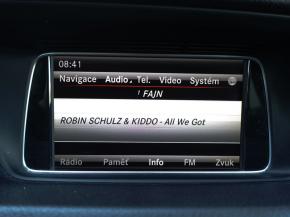 08:41
Navigace Audio Tel. Video Systém
FAJN
ROBIN SCHULZ & KIDDO - All We Got
Rádio Paměť Info FM Zvuk